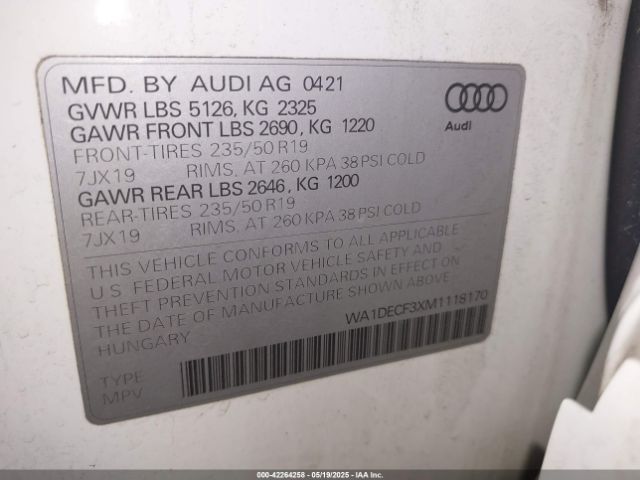 MFD. BY AUDI AG 0421
GVWR LBS 5126, KG 2325
GAWR FRONT LBS 2690, KG 1220
FRONT-TIRES 235/50 R19
7JX19 RIMS, AT 260 KPA 38 PSI COLD
GAWR REAR LBS 2646, KG 1200
REAR-TIRES 235/50 R19
7JX19 RIMS, AT 260 KPA 38 PSI COLD
Audi
THIS VEHICLE CONFORMS TO ALL APPLICABLE
U S FEDERAL MOTOR VEHICLE SAFETY AND
THEFT PREVENTION STANDARDS IN EFFECT ON
THE DATE OF MANUFACTURE
HUNGARY
WA1DECF3XM1118170
TYPE
MPV
000-42264258 - 05/19/2025 - IAA Inc.